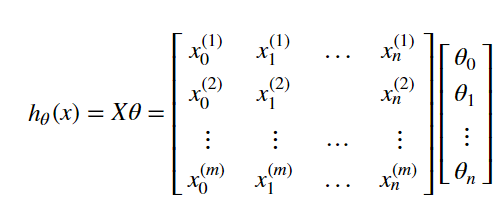 h_θ(x) = Xθ = [ x_0^(1) x_1^(1) … x_n^(1) ] [ θ_0 ]
[ x_0^(2) x_1^(2) x_n^(2) ] [ θ_1 ]
[ ⋮ ⋮ … ⋮ ] [ ⋮ ]
[ x_0^(m) x_1^(m) … x_n^(m) ] [ θ_n ]